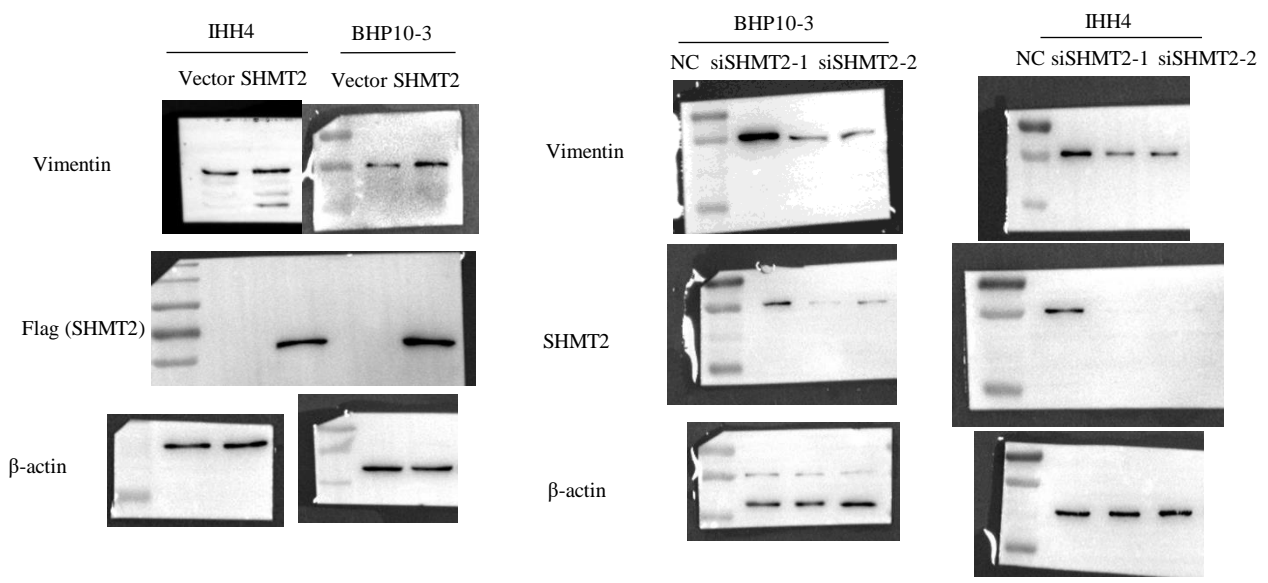 IHH4
BHP10-3
Vector SHMT2
Vector SHMT2
Vimentin
Flag (SHMT2)
β-actin
BHP10-3
NC siSHMT2-1 siSHMT2-2
IHH4
NC siSHMT2-1 siSHMT2-2
Vimentin
SHMT2
β-actin